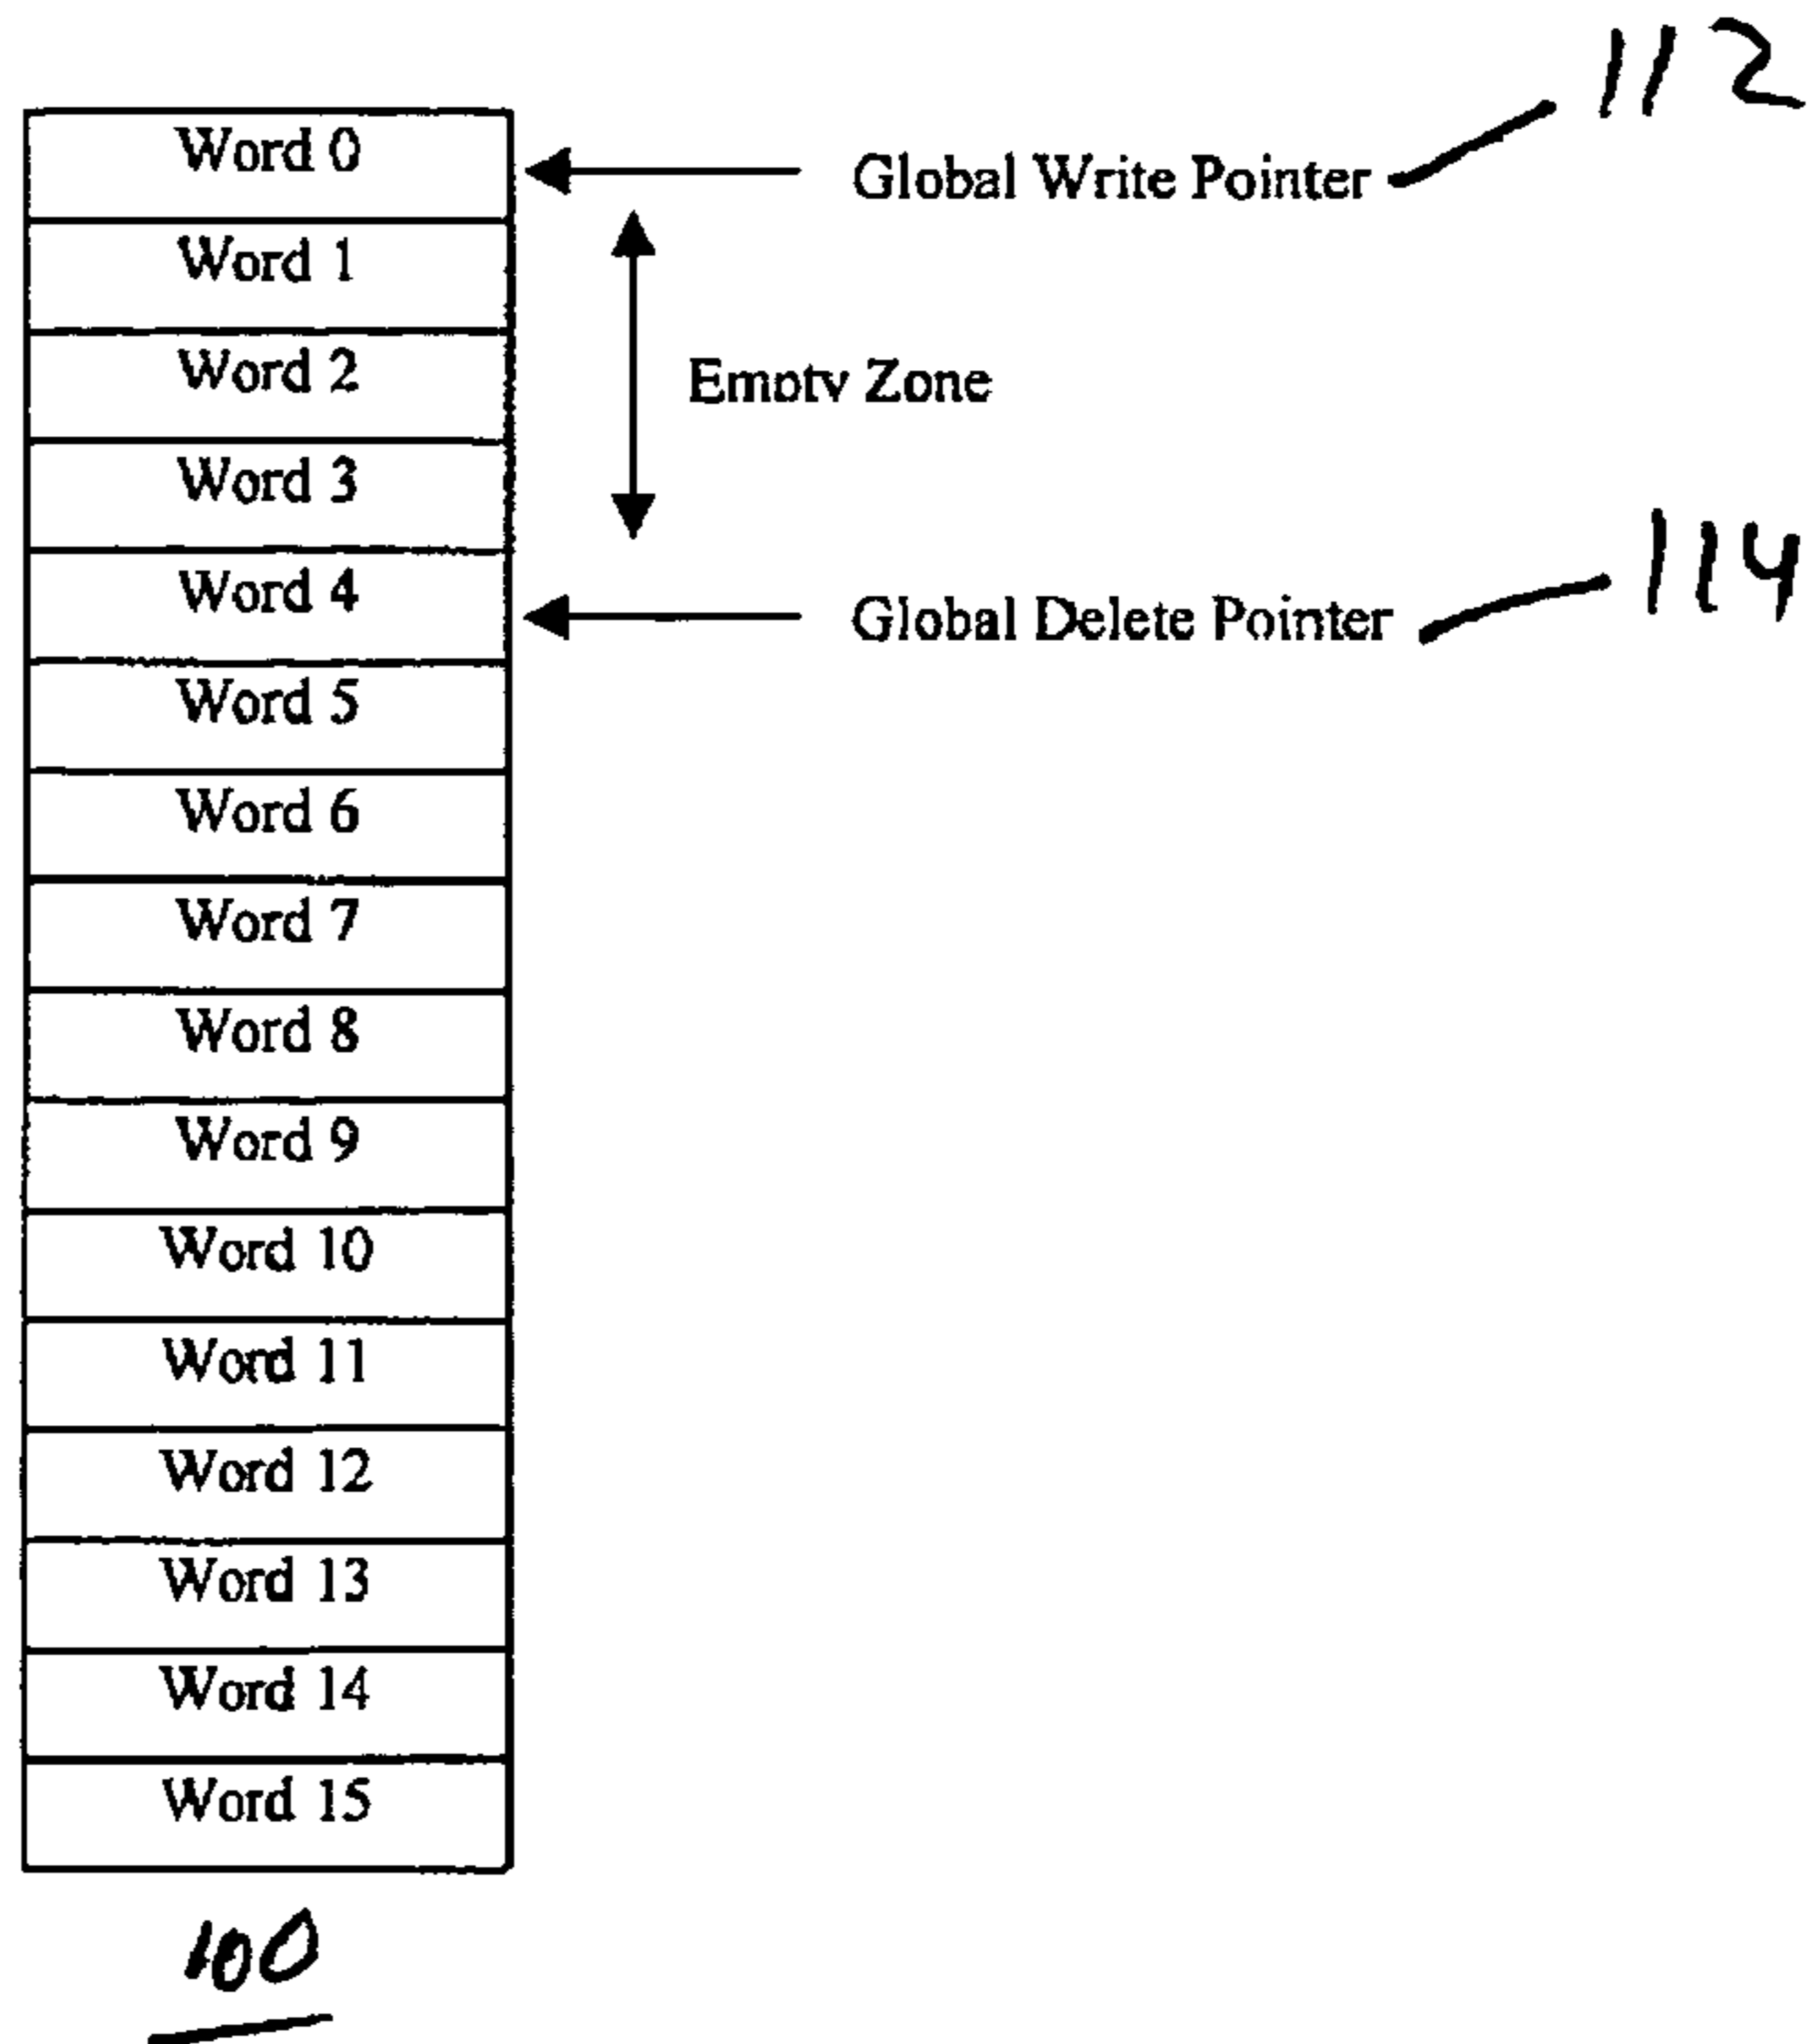 112
Word 0
Global Write Pointer
Word 1
Word 2
Emotv Zone
Word 3
114
Word 4
Global Delete Pointer
Word 5
Word 6
Word 7
Word 8
Word 9
Word 10
Word 11
Word 12
Word 13
Word 14
Word 15
100